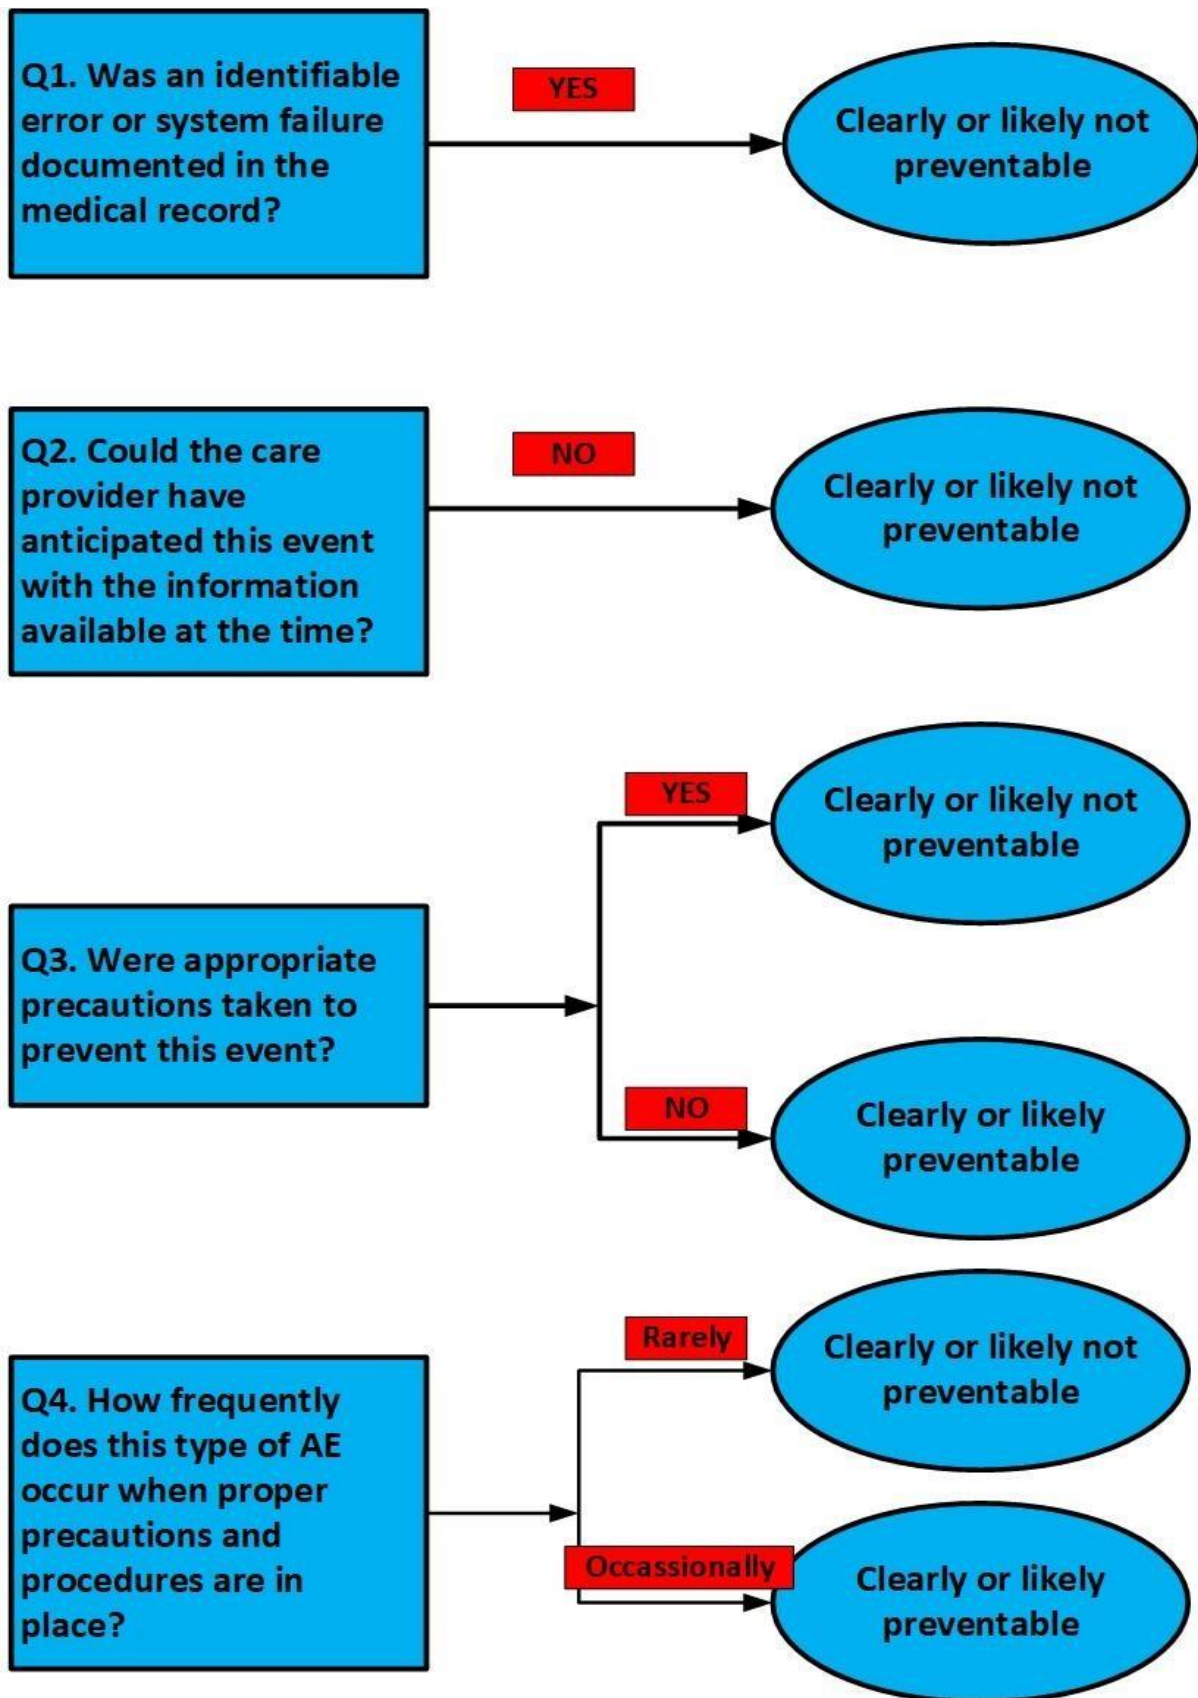 Q1. Was an identifiable
error or system failure
documented in the
medical record?
YES
Clearly or likely not
preventable
Q2. Could the care
provider have
anticipated this event
with the information
available at the time?
NO
Clearly or likely not
preventable
Q3. Were appropriate
precautions taken to
prevent this event?
YES
Clearly or likely not
preventable
NO
Clearly or likely
preventable
Q4. How frequently
does this type of AE
occur when proper
precautions and
procedures are in
place?
Rarely
Clearly or likely not
preventable
Occassionally
Clearly or likely
preventable